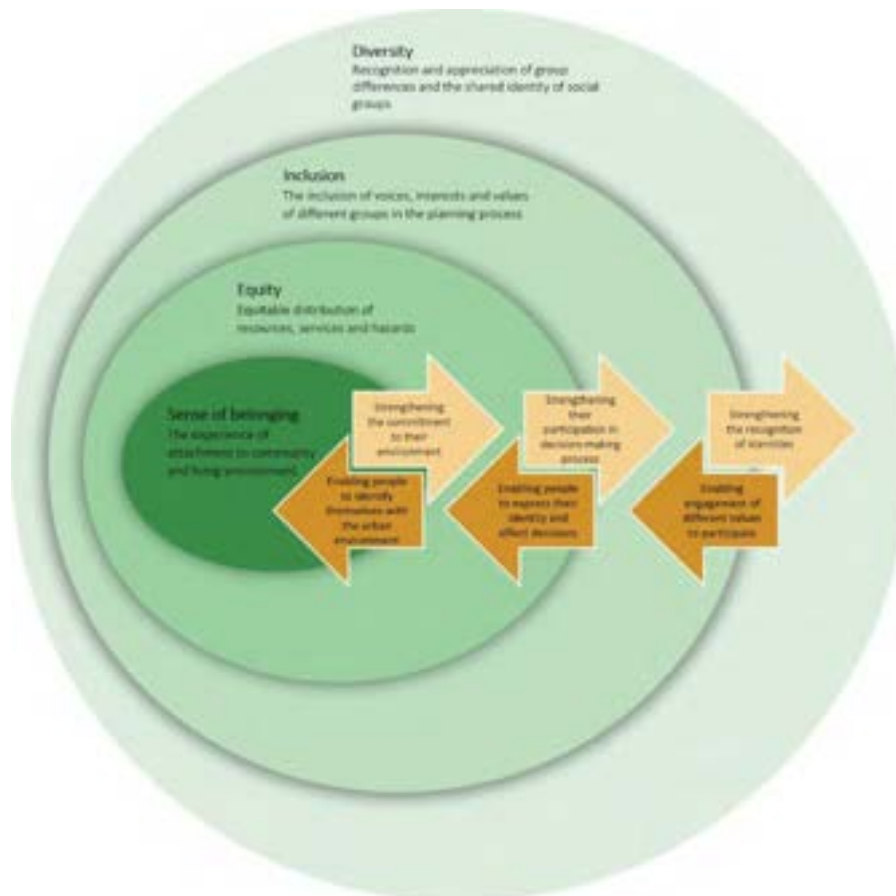 Diversity
Recognition and appreciation of group
differences and the shared identity of social
groups
Inclusion
The inclusion of voices, interests and values
of different groups in the planning process
Equity
Equitable distribution of
resources, services and hazards
Sense of belonging
The experience of
attachment to community
and living environment
Strengthening
the commitment
to their
environment
Strengthening
their
participation in
decision-making
process
Strengthening
the recognition
of identities
Enabling people
to identify
themselves with
the urban
environment
Enabling people
to express their
identity and
affect decisions
Enabling
engagement of
different values
to participate